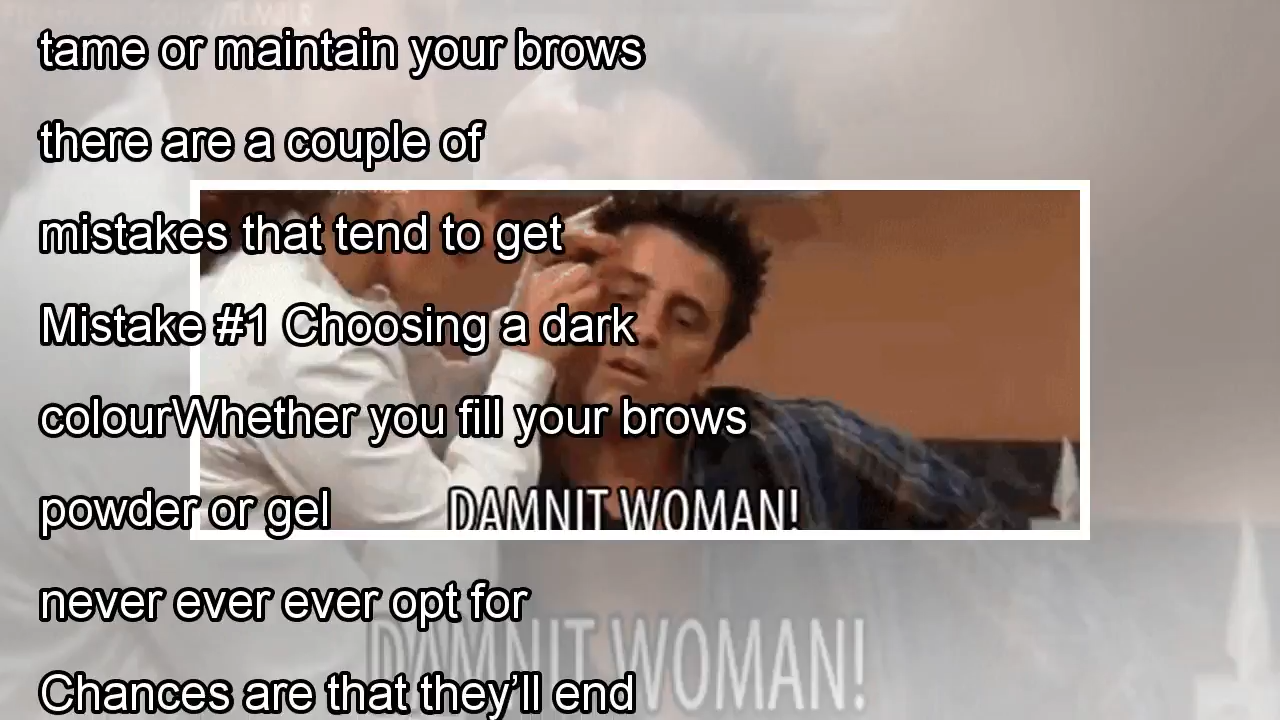 tame or maintain your brows
there are a couple of
mistakes that tend to get
Mistake #1 Choosing a dark
colourWhether you fill your brows
powder or gel
DAMNIT WOMAN!
never ever ever opt for
DAMNIT WOMAN!
Chances are that they’ll end